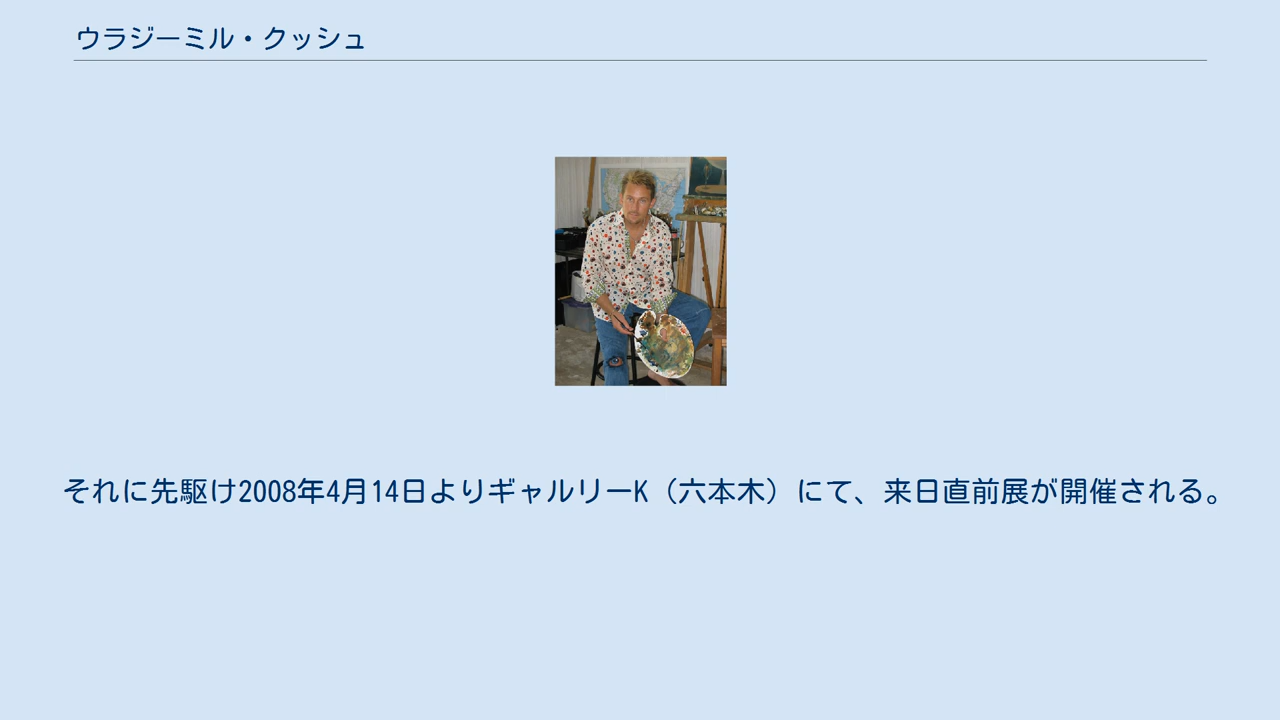 ウラジーミル・クッシュ
それに先駆け2008年4月14日よりギャルリーK（六本木）にて、来日直前展が開催される。